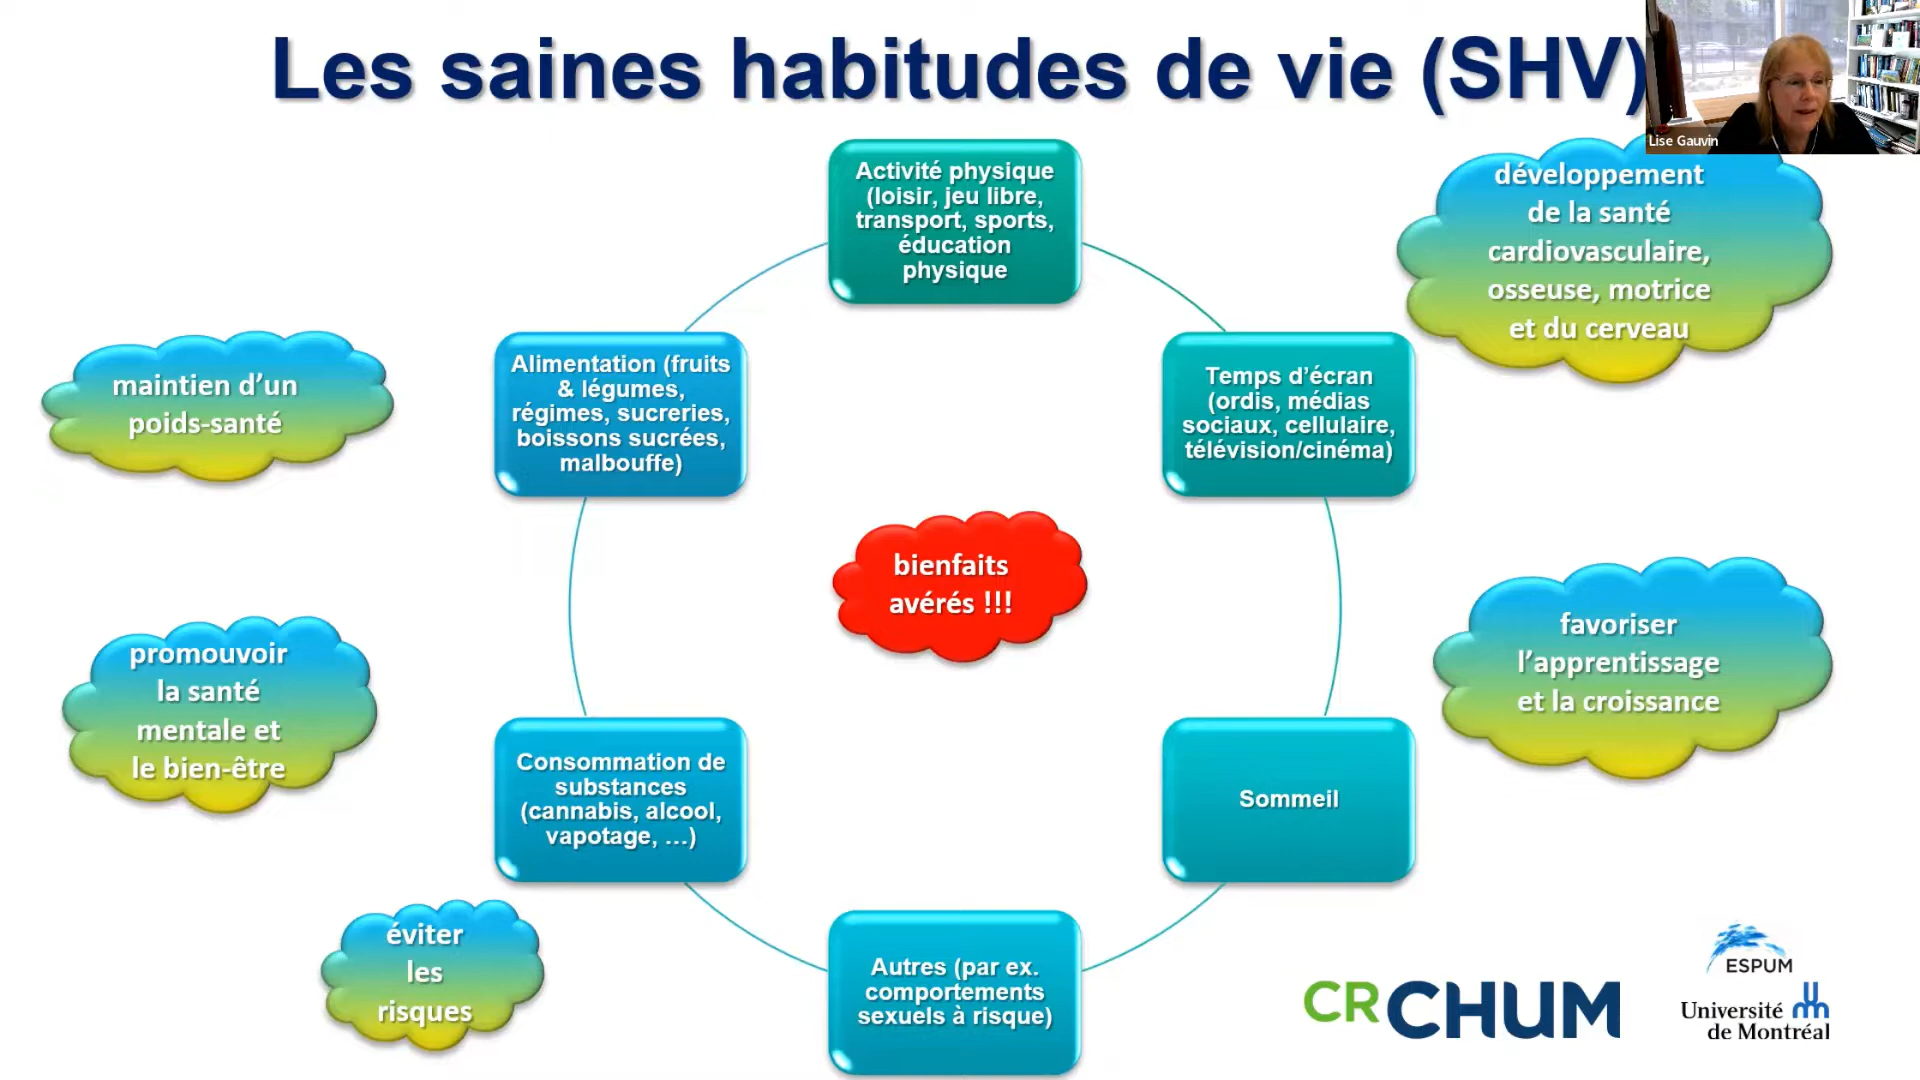 Les saines habitudes de vie (SHV)
Lise Gauvin
Activité physique
(loisir, jeu libre,
transport, sports,
éducation
physique
développement
de la santé
cardiovasculaire,
osseuse, motrice
et du cerveau
maintien d’un
poids-santé
Alimentation (fruits
& légumes,
régimes, sucreries,
boissons sucrées,
malbouffe)
Temps d’écran
(ordis, médias
sociaux, cellulaire,
télévision/cinéma)
bienfaits
avérés !!!
promouvoir
la santé
mentale et
le bien-être
favoriser
l’apprentissage
et la croissance
Consommation de
substances
(cannabis, alcool,
vapotage, …)
Sommeil
éviter
les
risques
Autres (par ex.
comportements
sexuels à risque)
CRCHUM
ESPUM
Université
de Montréal